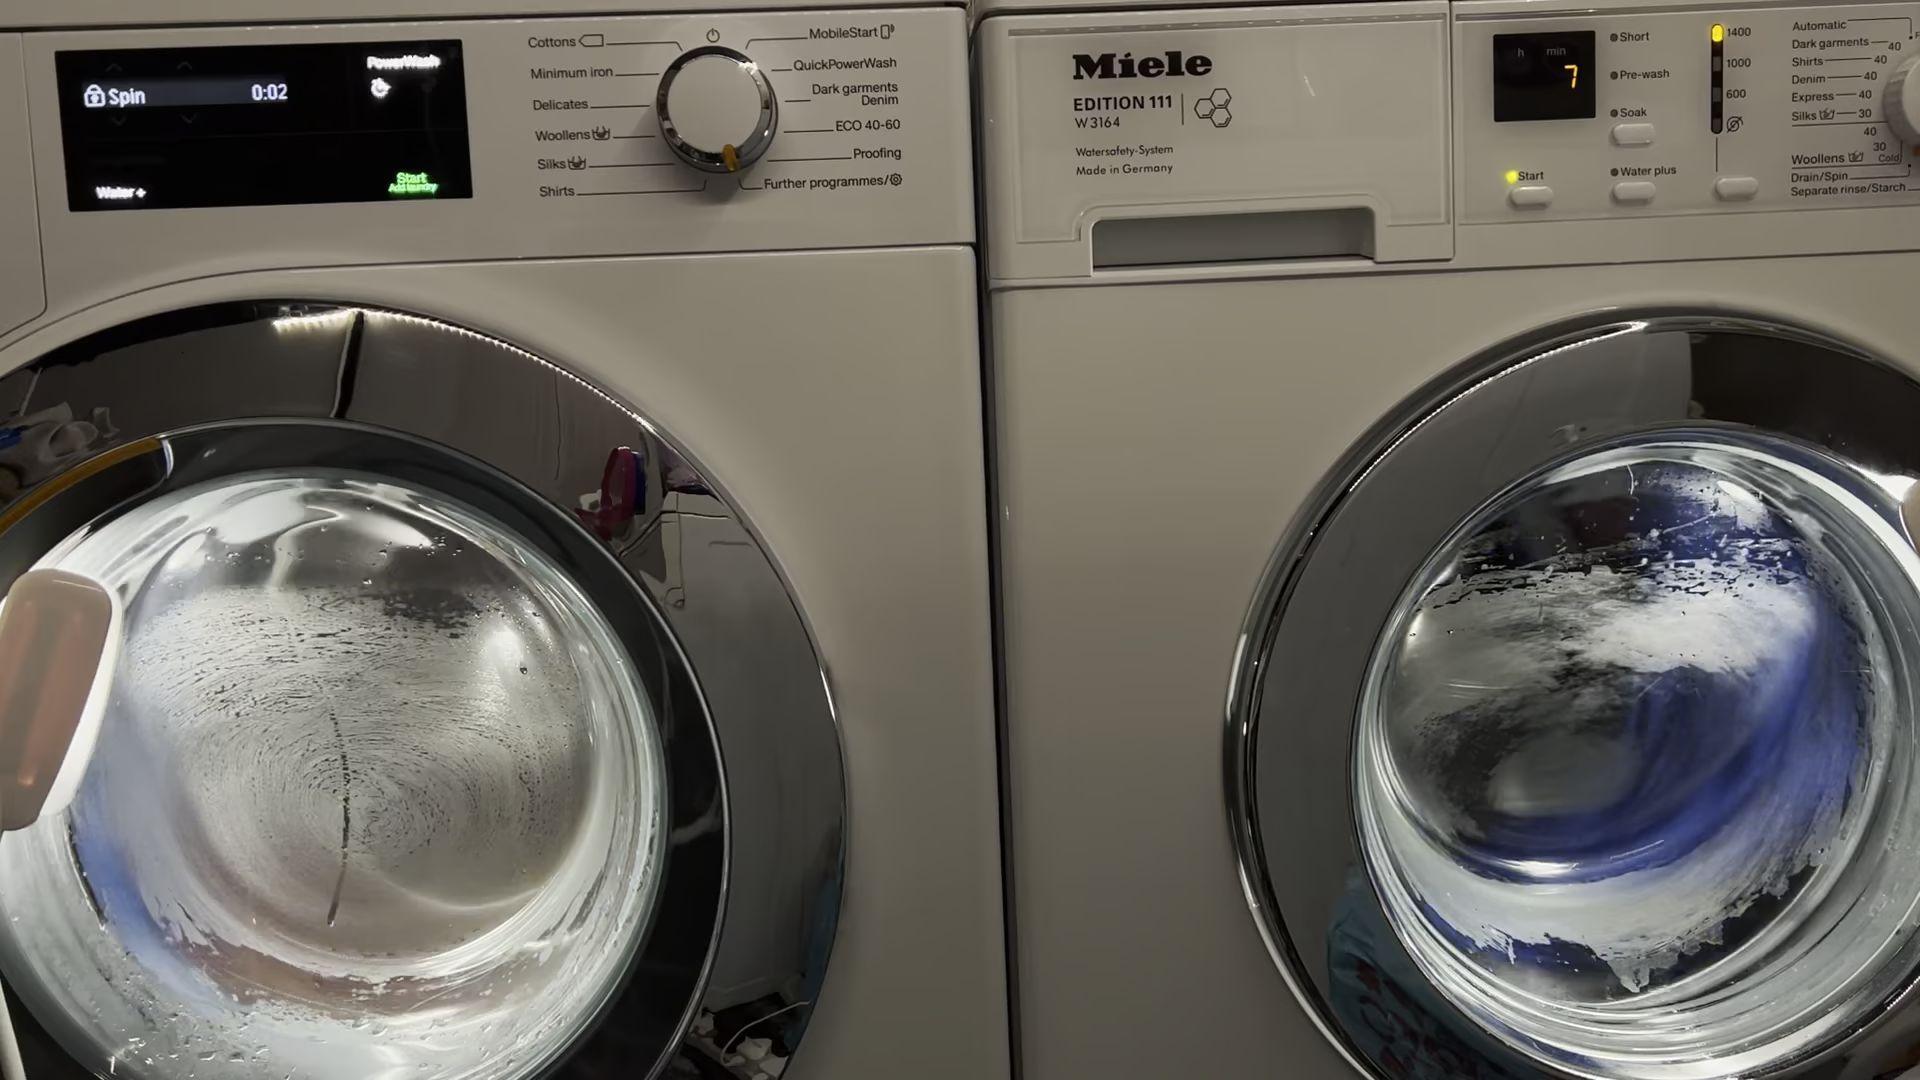 PowerWash
Spin 0:02
Water+
Start
Add laundry
Cottons
Minimum iron
Delicates
Woollens
Silks
Shirts
MobileStart
QuickPowerWash
Dark garments
Denim
ECO 40-60
Proofing
Further programmes/
Miele
EDITION 111
W 3164
Watersafety-System
Made in Germany
h min
7
Start
Short
Pre-wash
Soak
Water plus
1400
1000
600
Automatic
Dark garments 40
Shirts 40
Denim 40
Express 40
Silks 30
40
30
Woollens Cold
Drain/Spin
Separate rinse/Starch